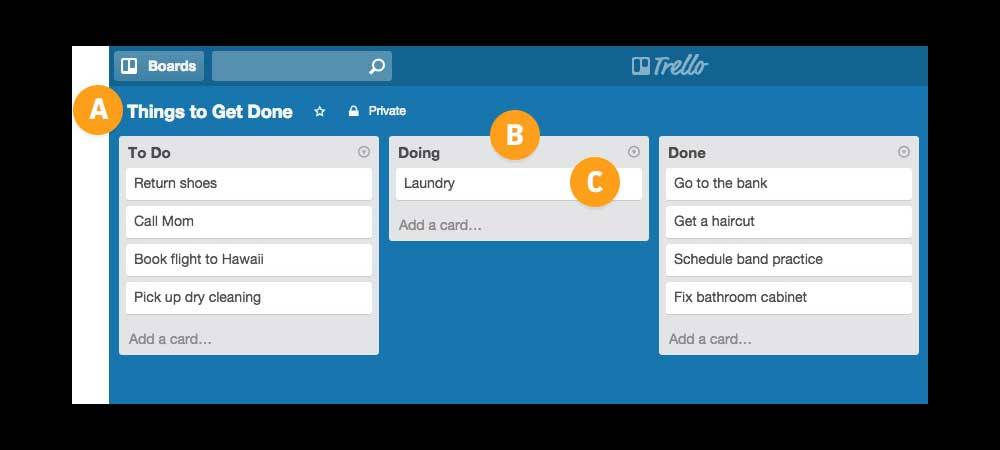 Boards
Trello
A
Things to Get Done
Private
B
To Do
Return shoes
Call Mom
Book flight to Hawaii
Pick up dry cleaning
Add a card…
Doing
Laundry
C
Add a card…
Done
Go to the bank
Get a haircut
Schedule band practice
Fix bathroom cabinet
Add a card…